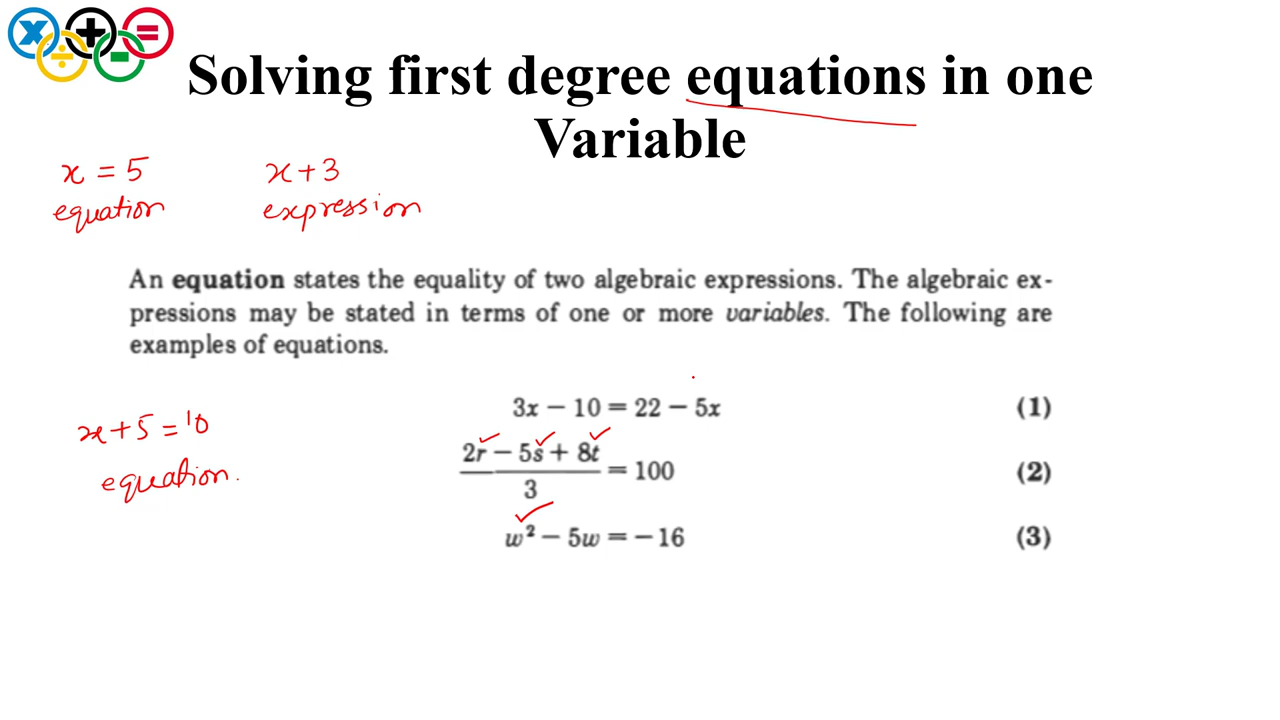 Solving first degree equations in one
Variable
x = 5
x + 3
equation
expression
An equation states the equality of two algebraic expressions. The algebraic ex-
pressions may be stated in terms of one or more variables. The following are
examples of equations.
3x − 10 = 22 − 5x (1)
x + 5 = 10
(2r − 5s + 8t)/3 = 100 (2)
equation.
w² − 5w = −16 (3)